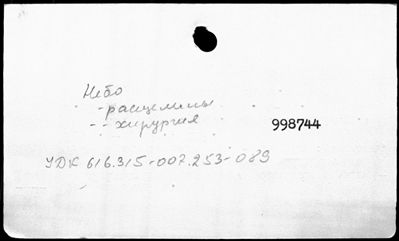 Небо
-расщелины
--хирургия
998744
УДК 616.315-007.253-089